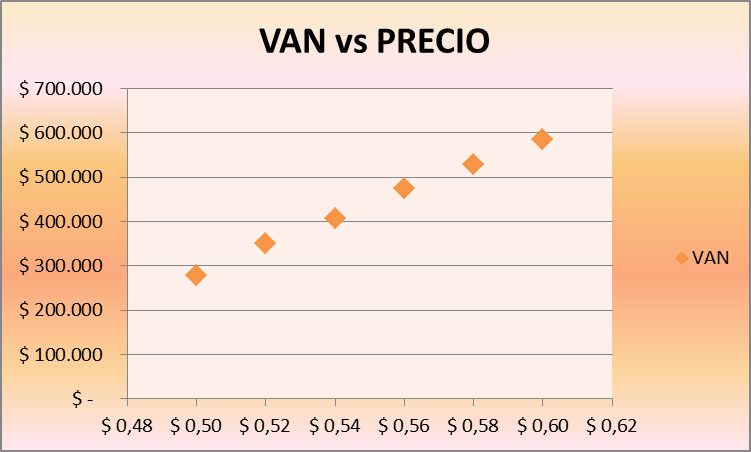 VAN vs PRECIO
$ 700.000
$ 600.000
$ 500.000
$ 400.000
$ 300.000
$ 200.000
$ 100.000
$ -
$ 0,48 $ 0,50 $ 0,52 $ 0,54 $ 0,56 $ 0,58 $ 0,60 $ 0,62
VAN